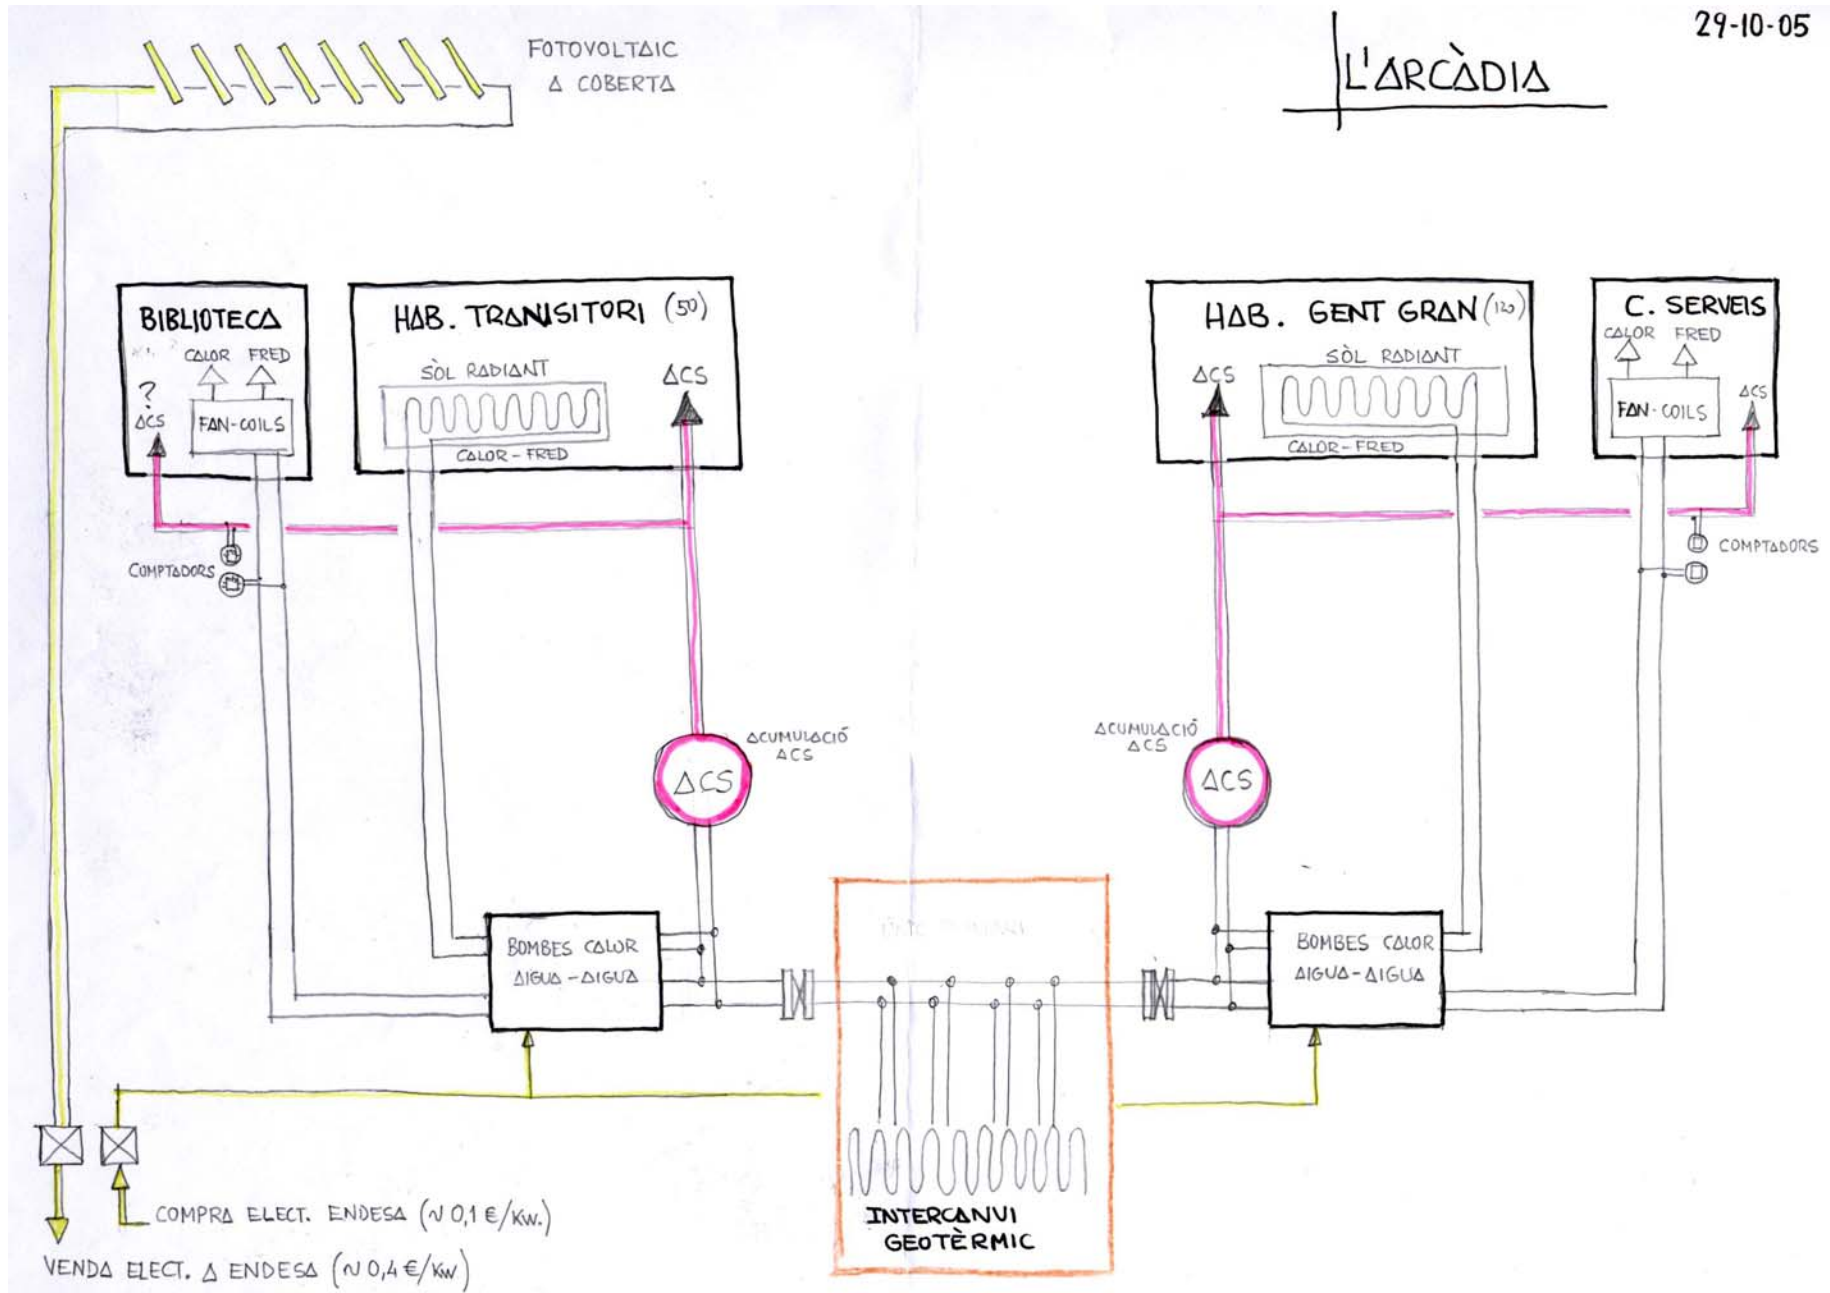 29-10-05
L'ARCÀDIA
FOTOVOLTAIC
A COBERTA
BIBLIOTECA
CALOR FRED
?
ACS
FAN-COILS
HAB. TRANSITORI (50)
SÒL RADIANT
ACS
CALOR-FRED
HAB. GENT GRAN (120)
ACS
SÒL RADIANT
CALOR-FRED
C. SERVEIS
CALOR FRED
FAN-COILS
ACS
COMPTADORS
COMPTADORS
ACUMULACIÓ
ACS
ACS
ACUMULACIÓ
ACS
ACS
BOMBES CALOR
AIGUA-AIGUA
BOMBES CALOR
AIGUA-AIGUA
INTERCANVI
GEOTÈRMIC
COMPRA ELECT. ENDESA (~0,1 €/KW.)
VENDA ELECT. A ENDESA (~0,4 €/KW)